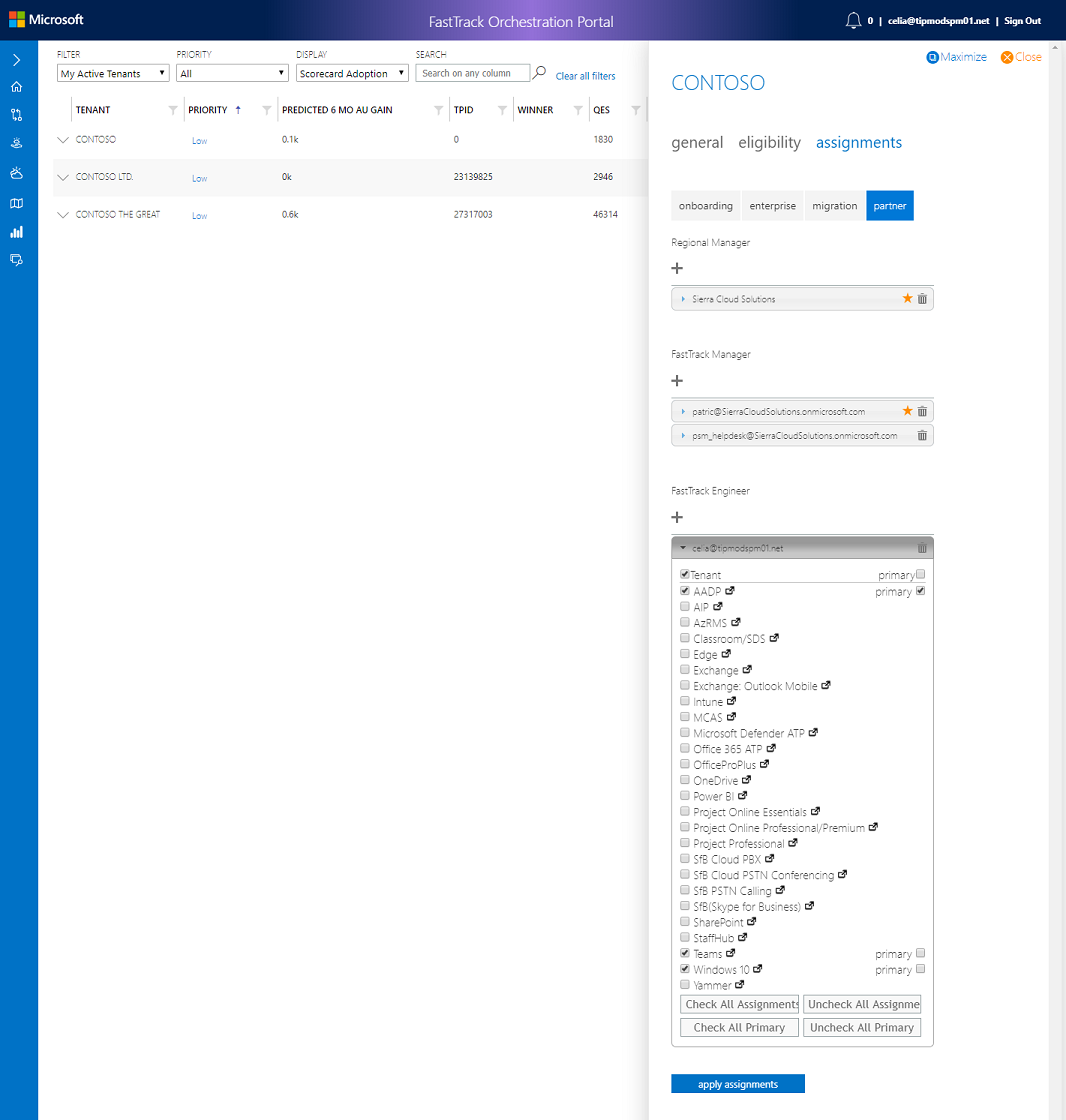 Microsoft
FastTrack Orchestration Portal
0 | celia@tipmodspm01.net | Sign Out
FILTER PRIORITY DISPLAY SEARCH
My Active Tenants All Scorecard Adoption Search on any column Clear all filters
TENANT PRIORITY PREDICTED 6 MO AU GAIN TPID WINNER QES
CONTOSO Low 0.1k 0 1830
CONTOSO LTD. Low 0k 23139825 2946
CONTOSO THE GREAT Low 0.6k 27317003 46314
Maximize Close
CONTOSO
general eligibility assignments
onboarding enterprise migration partner
Regional Manager
Sierra Cloud Solutions
FastTrack Manager
patric@SierraCloudSolutions.onmicrosoft.com
psm_helpdesk@SierraCloudSolutions.onmicrosoft.com
FastTrack Engineer
celia@tipmodspm01.net
Tenant primary
AADP primary
AIP
AzRMS
Classroom/SDS
Edge
Exchange
Exchange: Outlook Mobile
Intune
MCAS
Microsoft Defender ATP
Office 365 ATP
OfficeProPlus
OneDrive
Power BI
Project Online Essentials
Project Online Professional/Premium
Project Professional
SfB Cloud PBX
SfB Cloud PSTN Conferencing
SfB PSTN Calling
SfB(Skype for Business)
SharePoint
StaffHub
Teams primary
Windows 10 primary
Yammer
Check All Assignments Uncheck All Assignme
Check All Primary Uncheck All Primary
apply assignments